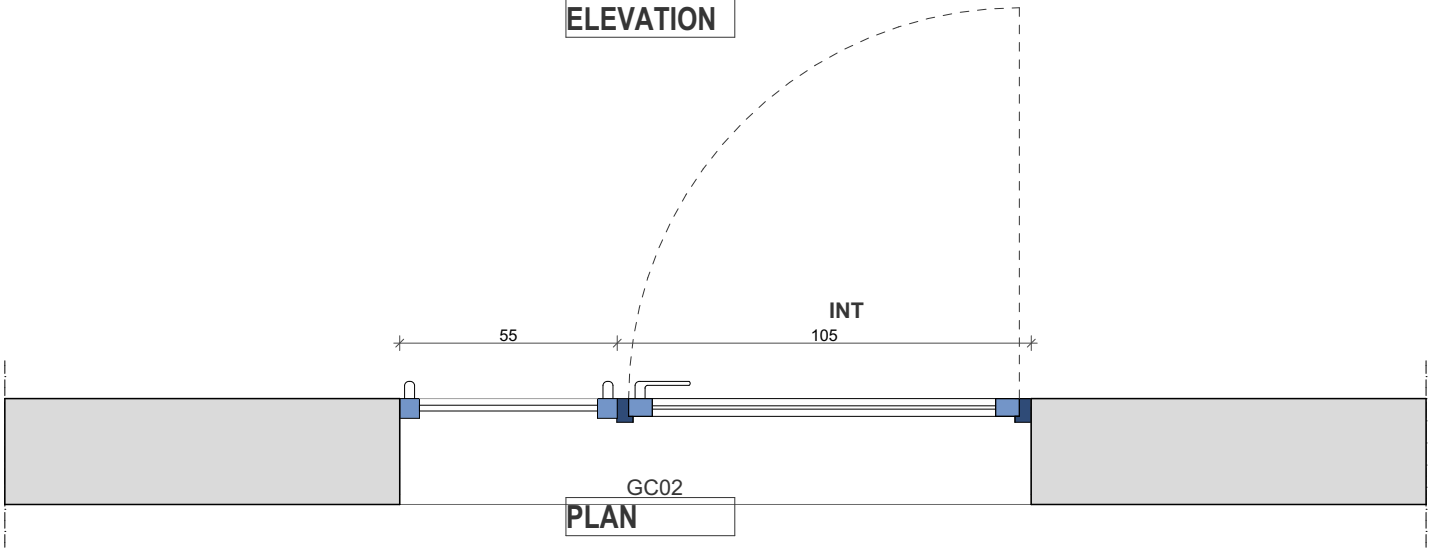 ELEVATION
INT
55
105
GC02
PLAN